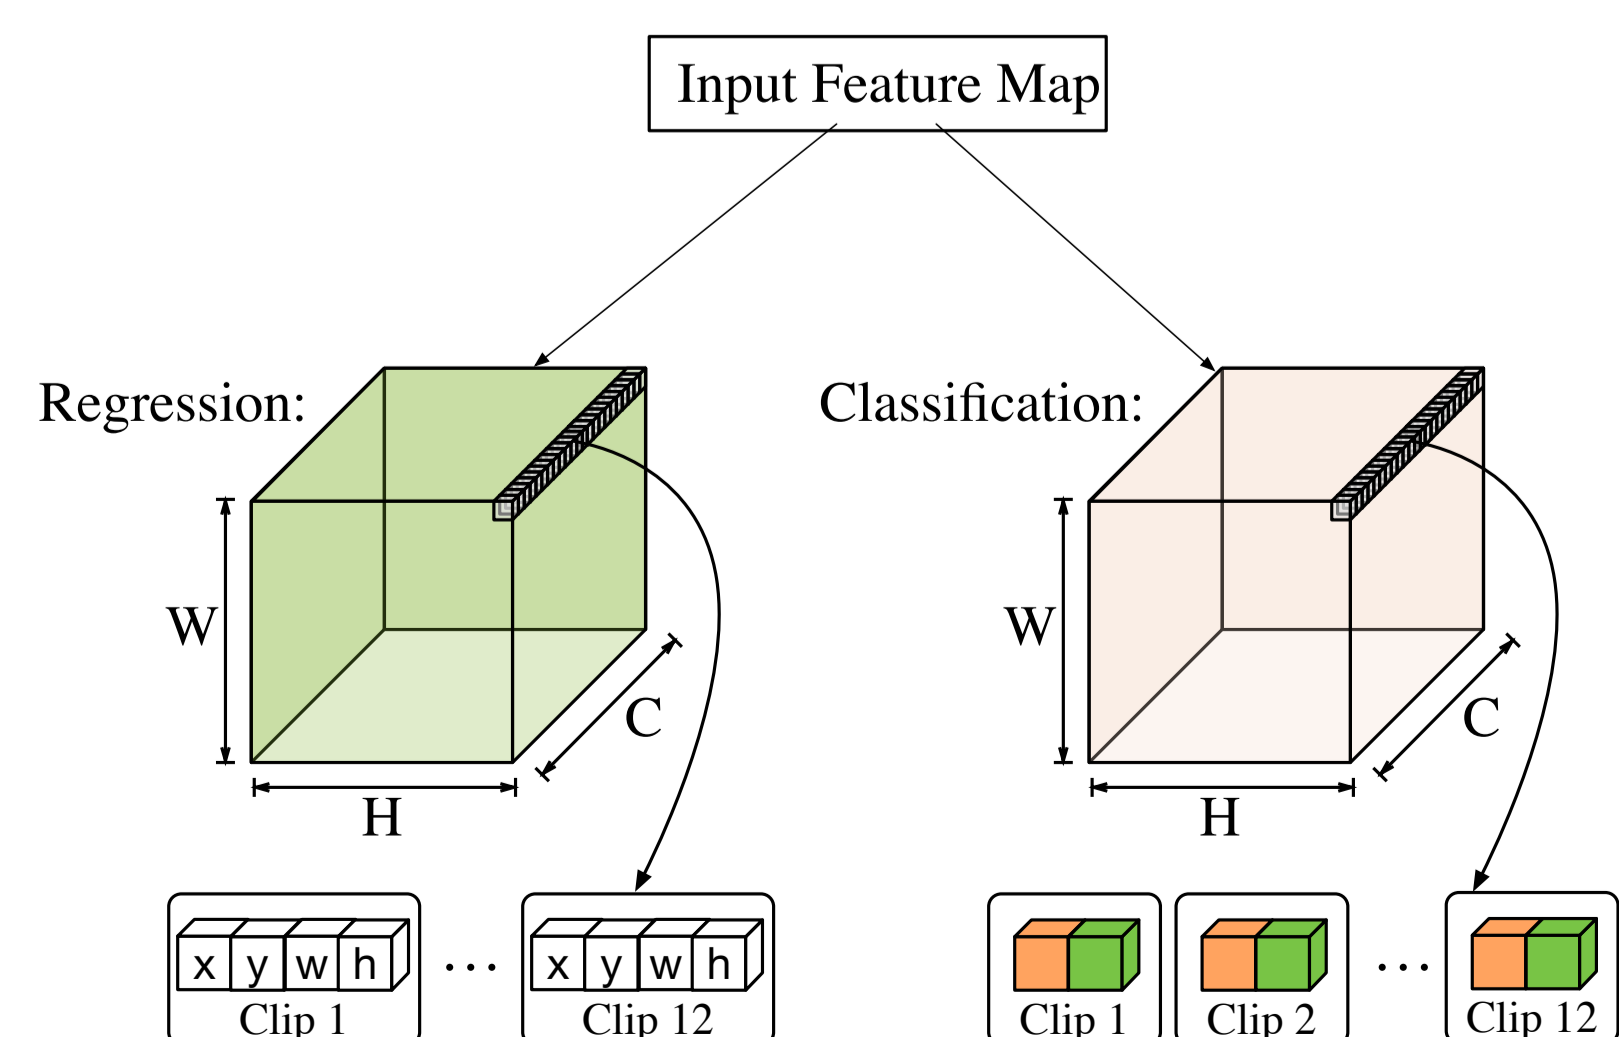 Input Feature Map
Regression:
Classification:
W
C
H
W
C
H
x y w h
Clip 1
...
x y w h
Clip 12
Clip 1
Clip 2
...
Clip 12